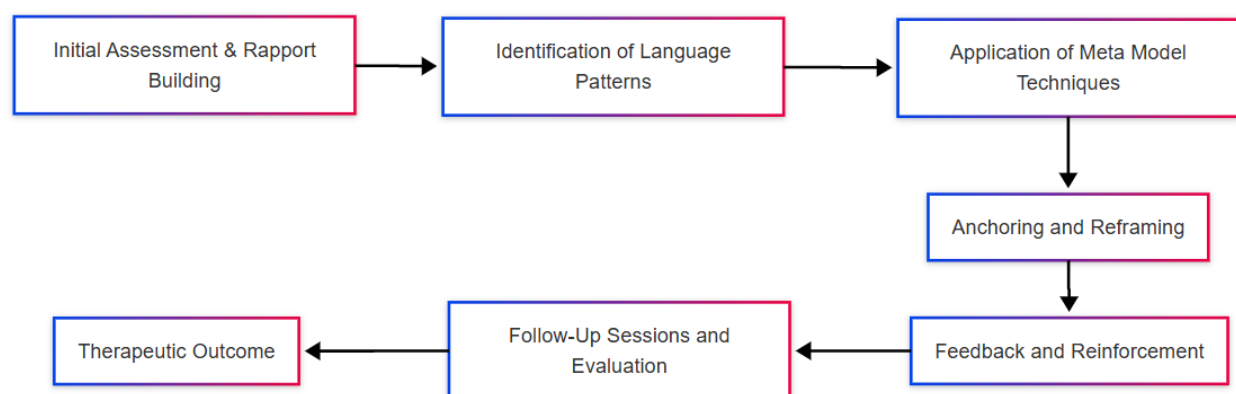 Initial Assessment & Rapport
Building
Identification of Language
Patterns
Application of Meta Model
Techniques
Anchoring and Reframing
Feedback and Reinforcement
Follow-Up Sessions and
Evaluation
Therapeutic Outcome